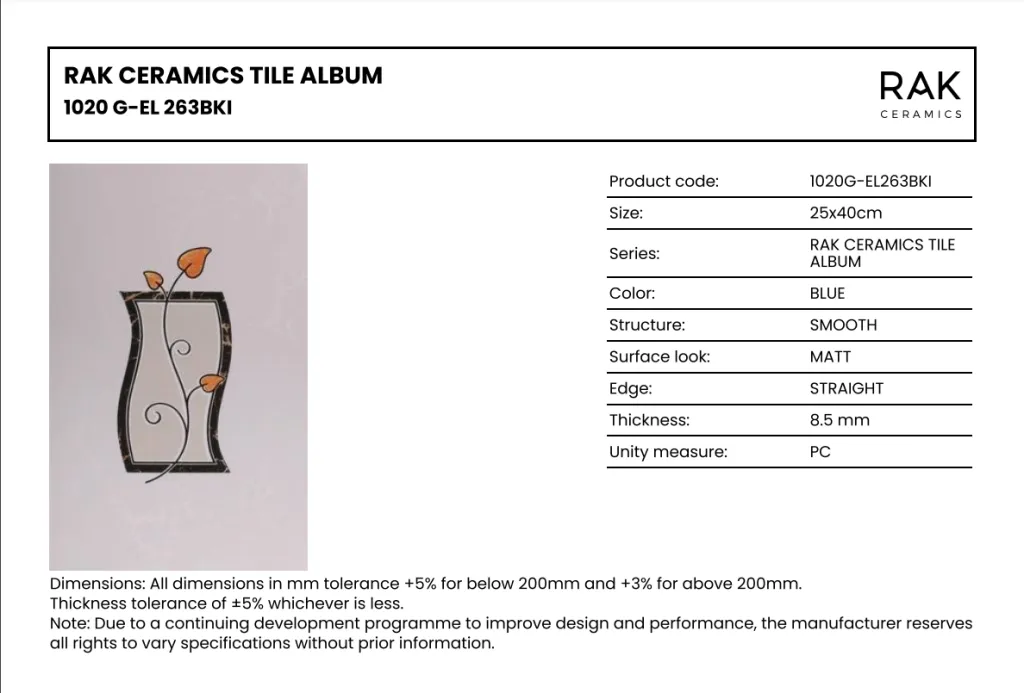 RAK CERAMICS TILE ALBUM
1020 G-EL 263BKI
RAK
CERAMICS
Product code: 1020G-EL263BKI
Size: 25x40cm
Series: RAK CERAMICS TILE
ALBUM
Color: BLUE
Structure: SMOOTH
Surface look: MATT
Edge: STRAIGHT
Thickness: 8.5 mm
Unity measure: PC
Dimensions: All dimensions in mm tolerance +5% for below 200mm and +3% for above 200mm.
Thickness tolerance of ±5% whichever is less.
Note: Due to a continuing development programme to improve design and performance, the manufacturer reserves
all rights to vary specifications without prior information.